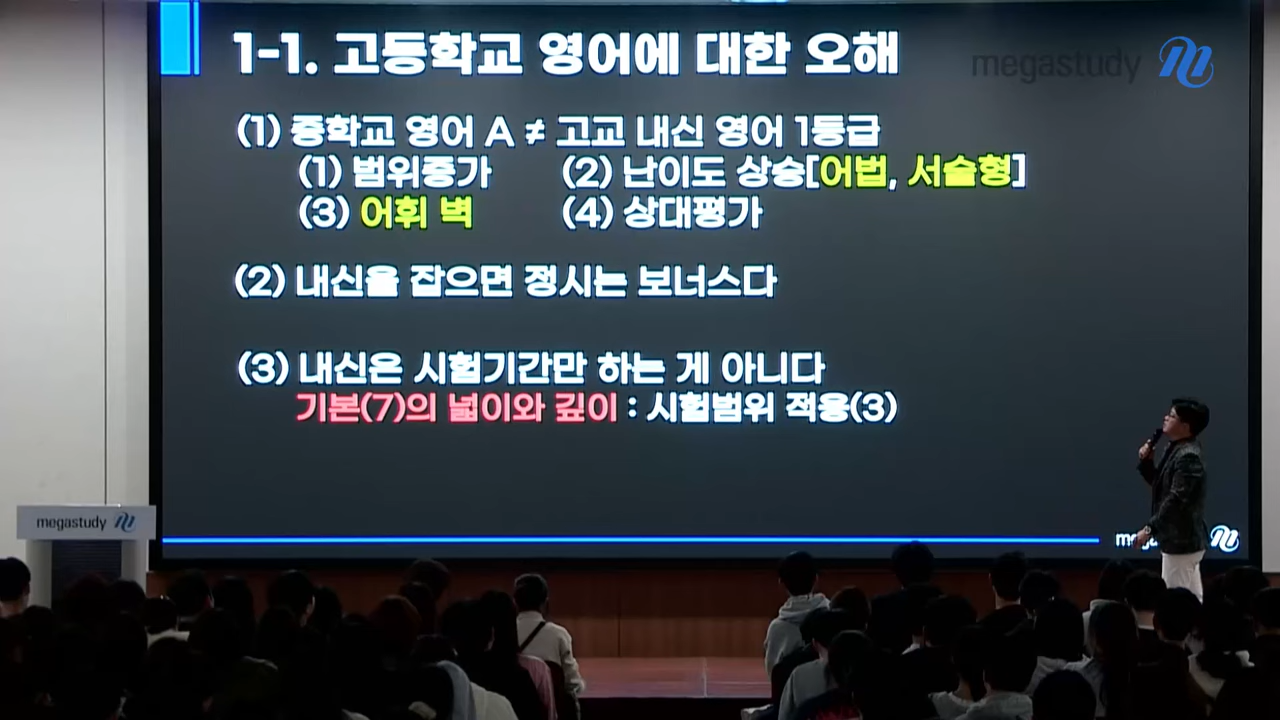 1-1. 고등학교 영어에 대한 오해
megastudy
(1) 중학교 영어 A ≠ 고교 내신 영어 1등급
(1) 범위증가 (2) 난이도 상승[어법, 서술형]
(3) 어휘 벽 (4) 상대평가
(2) 내신을 잡으면 정시는 보너스다
(3) 내신은 시험기간만 하는 게 아니다
기본(7)의 넓이와 깊이 : 시험범위 적용(3)
megastudy